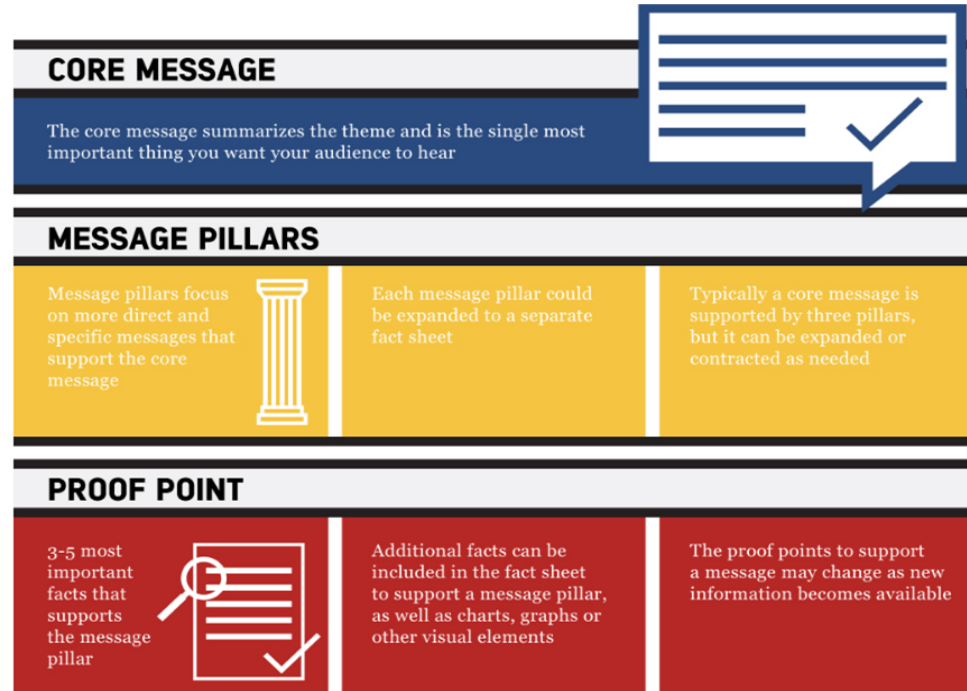 CORE MESSAGE
The core message summarizes the theme and is the single most
important thing you want your audience to hear
MESSAGE PILLARS
Message pillars focus
on more direct and
specific messages that
support the core
message
Each message pillar could
be expanded to a separate
fact sheet
Typically a core message is
supported by three pillars,
but it can be expanded or
contracted as needed
PROOF POINT
3-5 most
important
facts that
supports
the message
pillar
Additional facts can be
included in the fact sheet
to support a message pillar,
as well as charts, graphs or
other visual elements
The proof points to support
a message may change as new
information becomes available